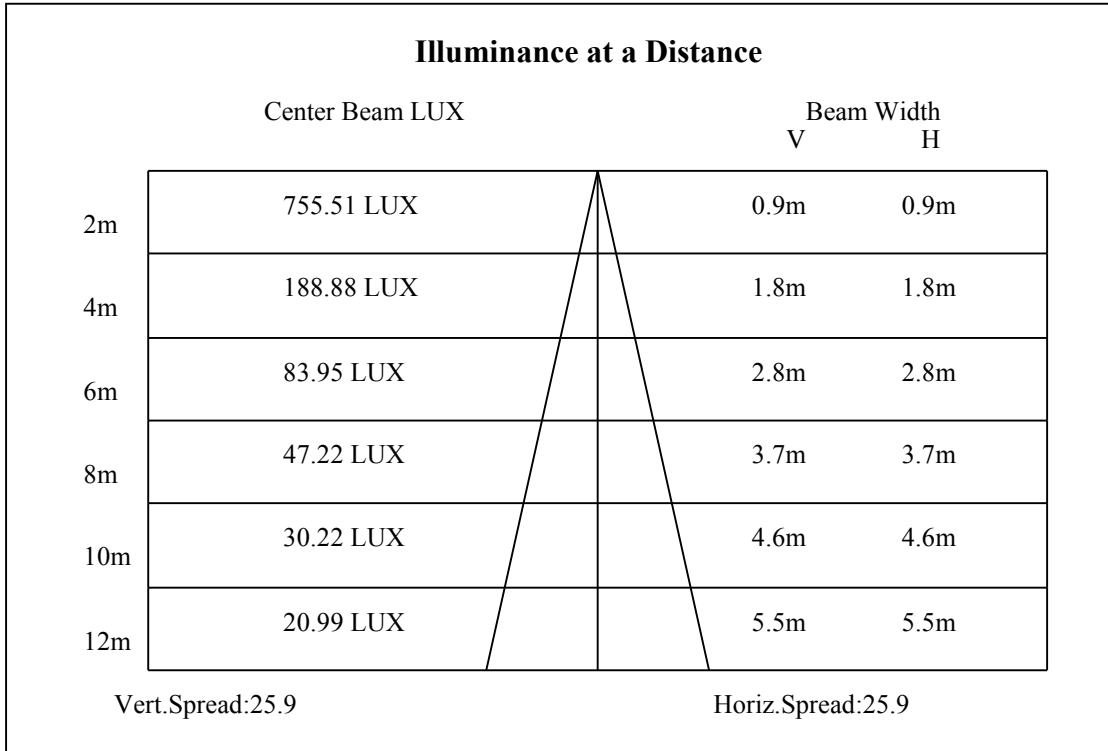 Illuminance at a Distance
Center Beam LUX Beam Width
V H
2m 755.51 LUX 0.9m 0.9m
4m 188.88 LUX 1.8m 1.8m
6m 83.95 LUX 2.8m 2.8m
8m 47.22 LUX 3.7m 3.7m
10m 30.22 LUX 4.6m 4.6m
12m 20.99 LUX 5.5m 5.5m
Vert.Spread:25.9 Horiz.Spread:25.9